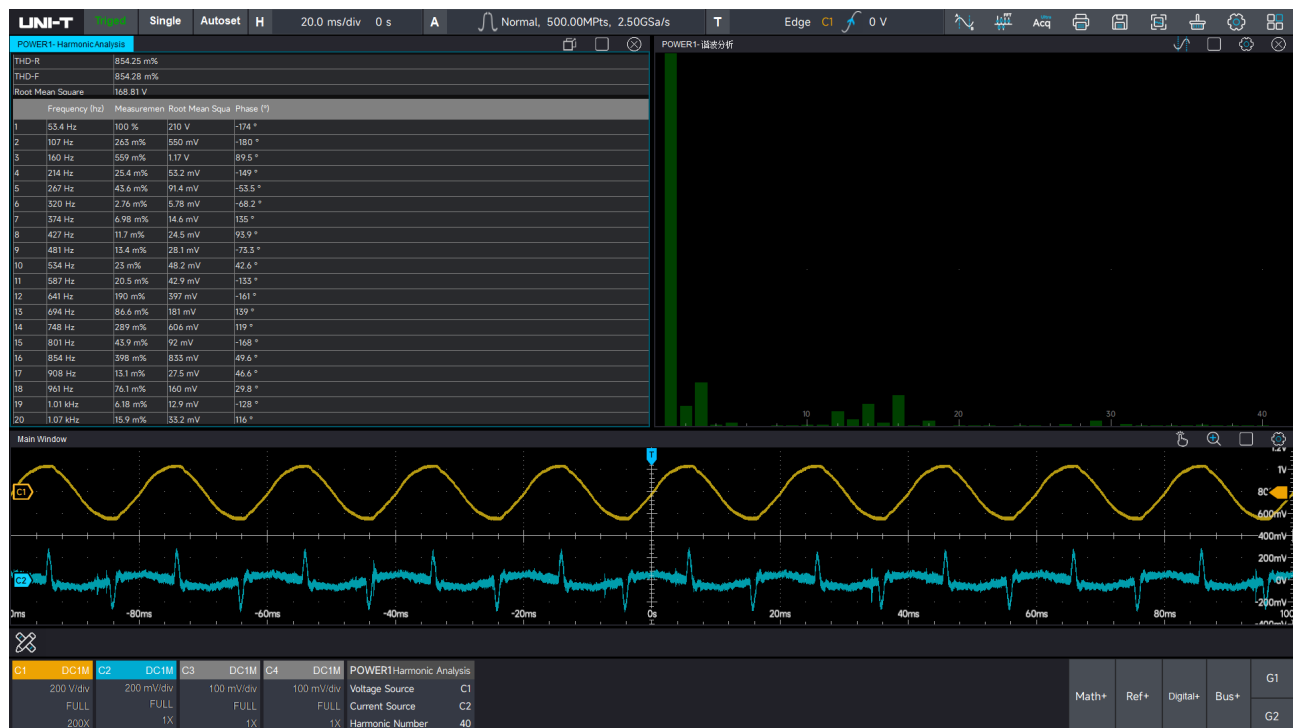 UNI-T Triged Single Autoset H 20.0 ms/div 0 s A Normal, 500.00MPts, 2.50GSa/s T Edge C1 0 V Acq
POWER1- Harmonic Analysis
THD-R 854.25 m%
THD-F 854.28 m%
Root Mean Square 168.81 V
Frequency (hz) Measuremen Root Mean Squa Phase (°)
1 53.4 Hz 100 % 210 V -174 °
2 107 Hz 263 m% 550 mV -180 °
3 160 Hz 559 m% 1.17 V 89.5 °
4 214 Hz 25.4 m% 53.2 mV -149 °
5 267 Hz 43.6 m% 91.4 mV -53.5 °
6 320 Hz 2.76 m% 5.78 mV -68.2 °
7 374 Hz 6.98 m% 14.6 mV 135 °
8 427 Hz 11.7 m% 24.5 mV 93.9 °
9 481 Hz 13.4 m% 28.1 mV -73.3 °
10 534 Hz 23 m% 48.2 mV 42.6 °
11 587 Hz 20.5 m% 42.9 mV -133 °
12 641 Hz 190 m% 397 mV -161 °
13 694 Hz 86.6 m% 181 mV 139 °
14 748 Hz 289 m% 606 mV 119 °
15 801 Hz 43.9 m% 92 mV -168 °
16 854 Hz 398 m% 833 mV 49.6 °
17 908 Hz 13.1 m% 27.5 mV 46.6 °
18 961 Hz 76.1 m% 160 mV 29.8 °
19 1.01 kHz 6.18 m% 12.9 mV -128 °
20 1.07 kHz 15.9 m% 33.2 mV 116 °
POWER1- 谐波分析
10 20 30 40
Main Window
1.2V
1V
C1
600mV
400mV
200mV
C2 0V
-200mV
-80ms -60ms -40ms -20ms 0s 20ms 40ms 60ms 80ms 100
-400mV
C1 DC1M C2 DC1M C3 DC1M C4 DC1M POWER1 Harmonic Analysis
200 V/div 200 mV/div 100 mV/div 100 mV/div Voltage Source C1
FULL FULL FULL FULL Current Source C2
200X 1X 1X 1X Harmonic Number 40
Math+ Ref+ Digital+ Bus+
G1
G2